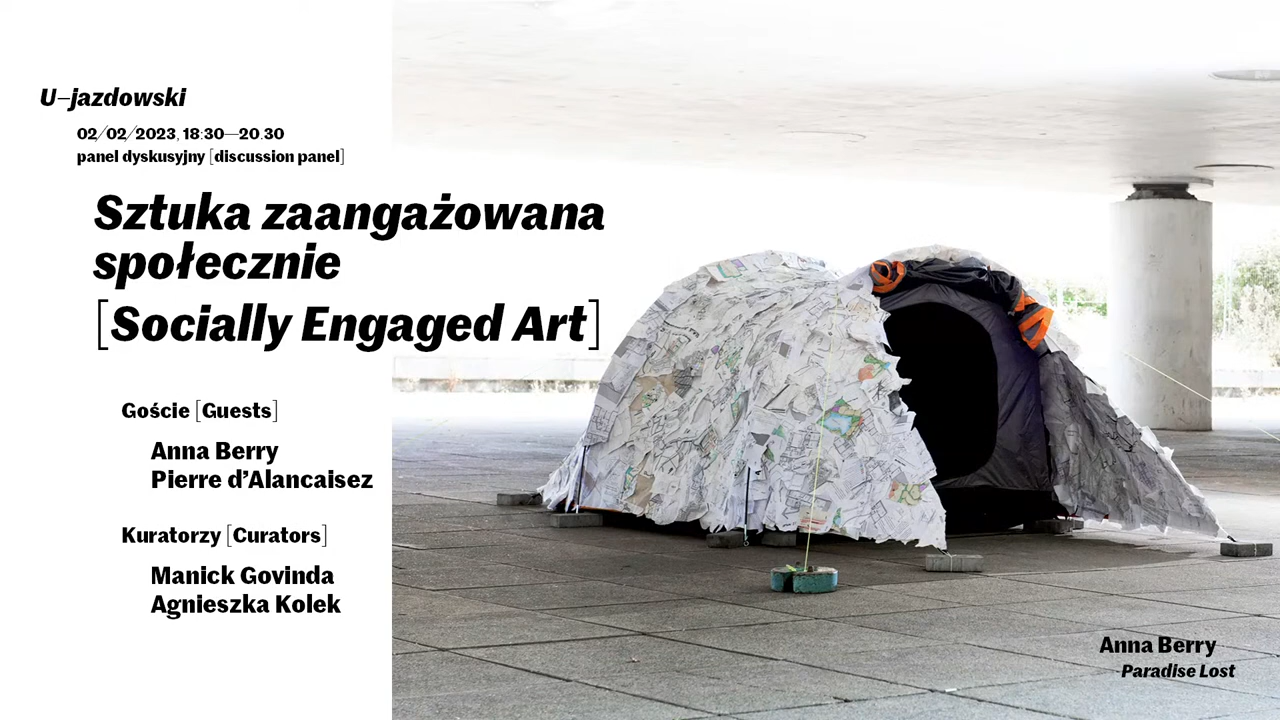 U–jazdowski
02/02/2023, 18:30—20.30
panel dyskusyjny [discussion panel]
Sztuka zaangażowana
społecznie
[Socially Engaged Art]
Goście [Guests]
Anna Berry
Pierre d’Alancaisez
Kuratorzy [Curators]
Manick Govinda
Agnieszka Kolek
Anna Berry
Paradise Lost